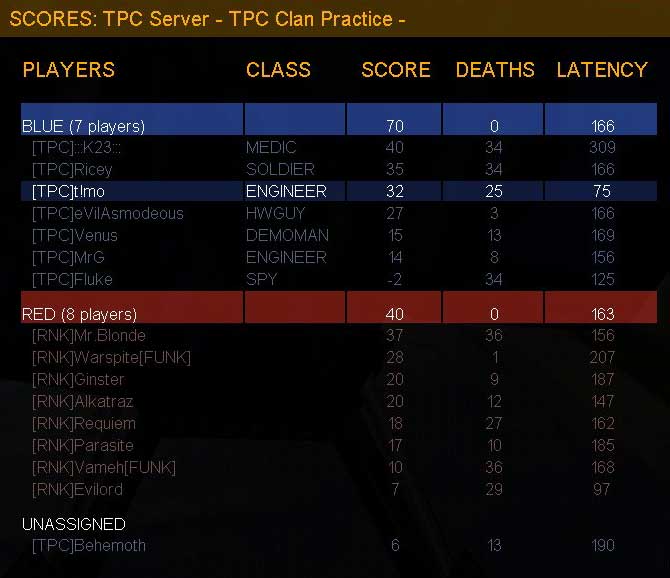 SCORES: TPC Server - TPC Clan Practice -
PLAYERS CLASS SCORE DEATHS LATENCY
BLUE (7 players) 70 0 166
[TPC]:::K23::: MEDIC 40 34 309
[TPC]Ricey SOLDIER 35 34 166
[TPC]t!mo ENGINEER 32 25 75
[TPC]eVilAsmodeous HWGUY 27 3 166
[TPC]Venus DEMOMAN 15 13 169
[TPC]MrG ENGINEER 14 8 156
[TPC]Fluke SPY -2 34 125
RED (8 players) 40 0 163
[RNK]Mr.Blonde 37 36 156
[RNK]Warspite[FUNK] 28 1 207
[RNK]Ginster 20 9 187
[RNK]Alkatraz 20 12 147
[RNK]Requiem 18 27 162
[RNK]Parasite 17 10 185
[RNK]Vameh[FUNK] 10 36 168
[RNK]Evilord 7 29 97
UNASSIGNED
[TPC]Behemoth 6 13 190